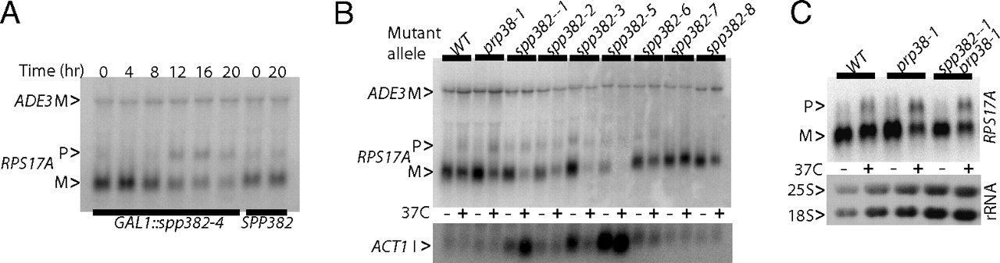 A
Time (hr) 0 4 8 12 16 20 0 20
ADE3 M>
P>
RPS17A
M>
GAL1::spp382-4 SPP382
B
Mutant allele
WT prp38-1 spp382--1 spp382-2 spp382-3 spp382-5 spp382-6 spp382-7 spp382-8
ADE3 M>
P>
RPS17A
M>
37C - + - + - + - + - + - + - + - + - +
ACT1 I >
C
WT prp38-1 spp382--1 prp38-1
P>
M>
RPS17A
37C - + - + - +
25S>
18S>
rRNA